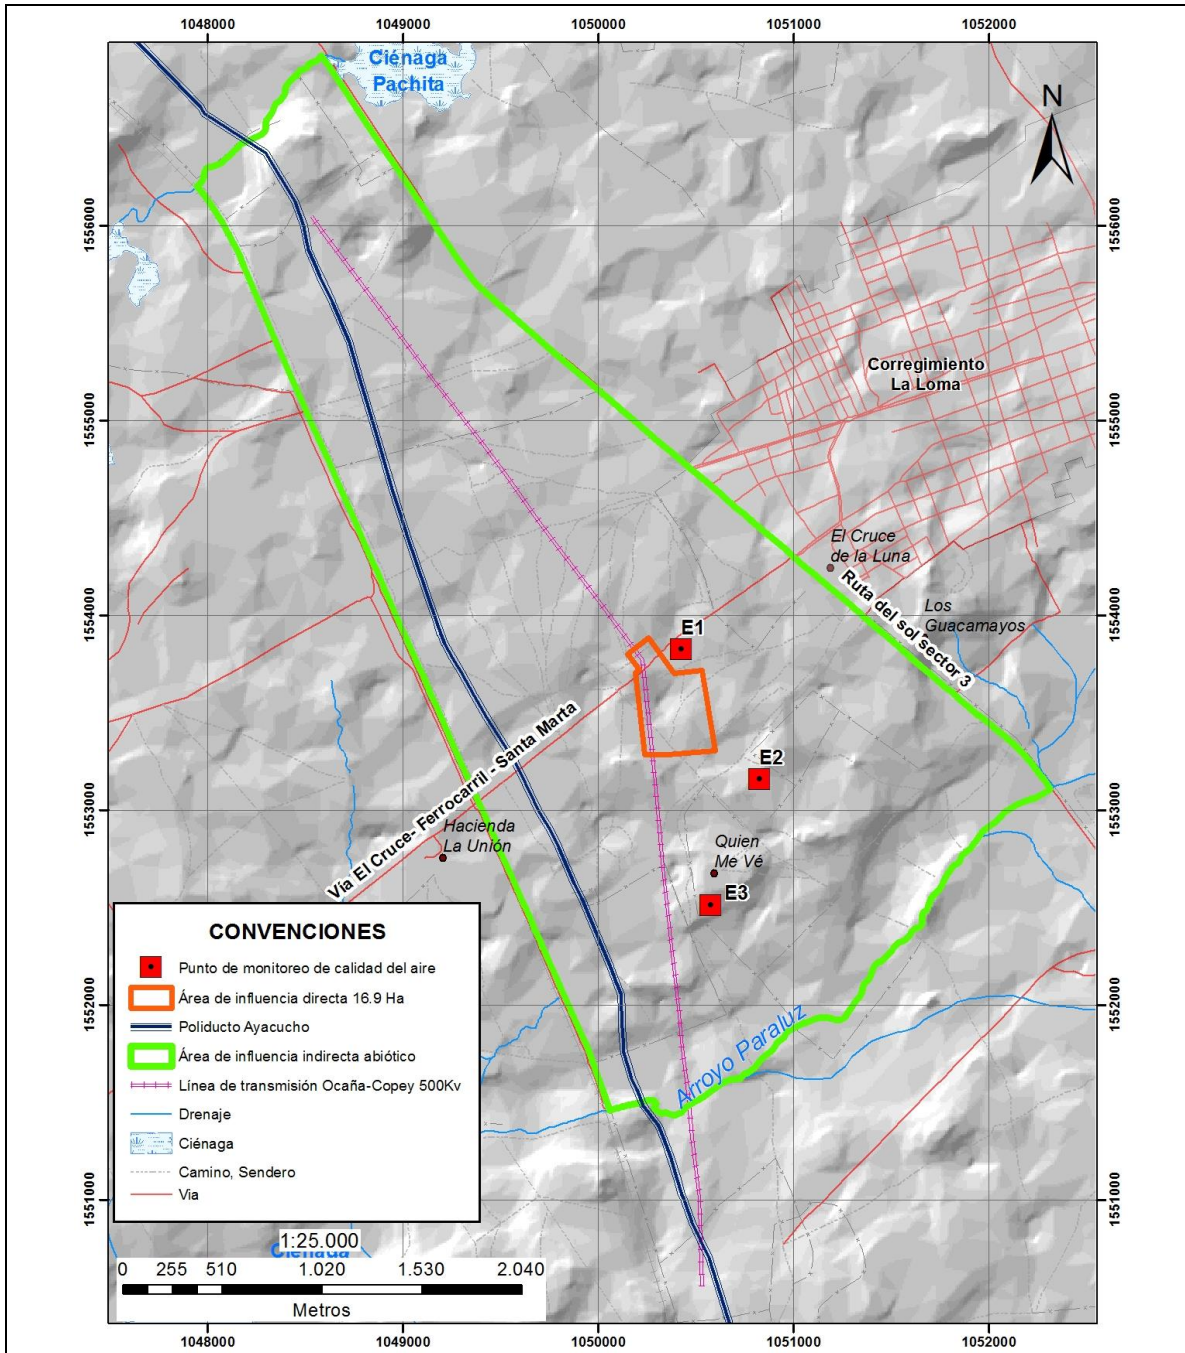 1048000
1049000
1050000
1051000
1052000
Ciénaga
Pachita
N
1556000
1556000
Corregimiento
La Loma
1555000
1555000
El Cruce
de la Luna
Ruta del sol sector 3
Los
Guacamayos
1554000
1554000
E1
Vía El Cruce- Ferrocarril - Santa Marta
E2
1553000
1553000
Hacienda
La Unión
Quien
Me Vé
E3
1552000
1552000
Arroyo Paraluz
CONVENCIONES
Punto de monitoreo de calidad del aire
Área de influencia directa 16.9 Ha
Poliducto Ayacucho
Área de influencia indirecta abiótico
Línea de transmisión Ocaña-Copey 500Kv
Drenaje
Ciénaga
Camino, Sendero
Via
1551000
1551000
1:25.000
0 255 510 1.020 1.530 2.040
Metros
1048000
1049000
1050000
1051000
1052000